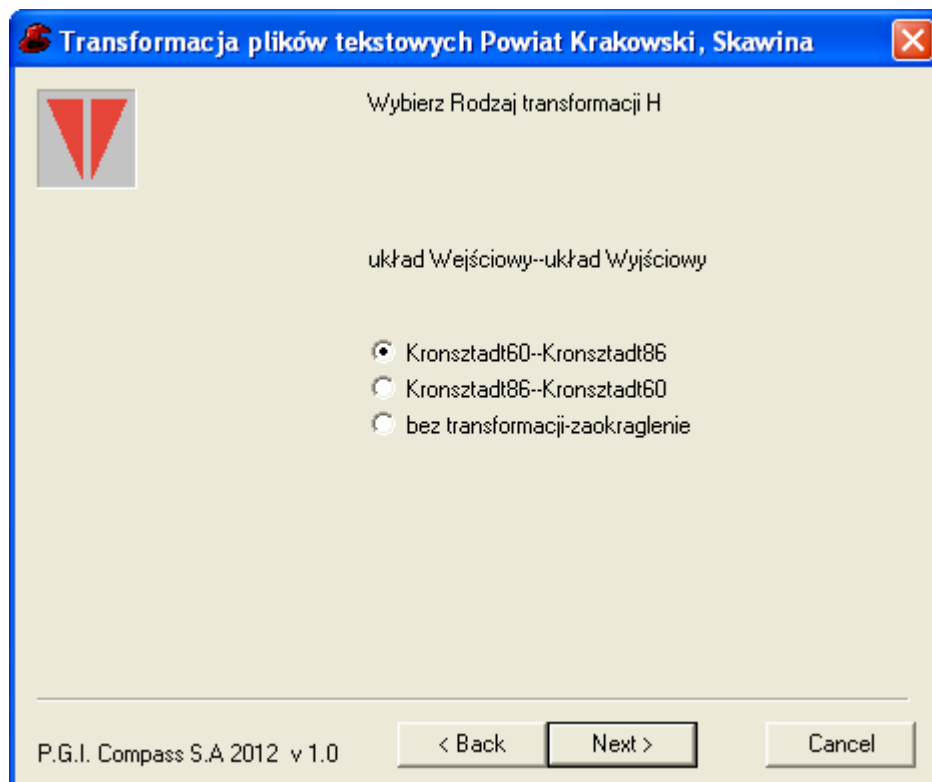 Transformacja plików tekstowych Powiat Krakowski, Skawina
Wybierz Rodzaj transformacji H
układ Wejściowy--układ Wyjściowy
Kronsztadt60--Kronsztadt86
Kronsztadt86--Kronsztadt60
bez transformacji-zaokraglenie
P.G.I. Compass S.A 2012 v 1.0
< Back
Next >
Cancel